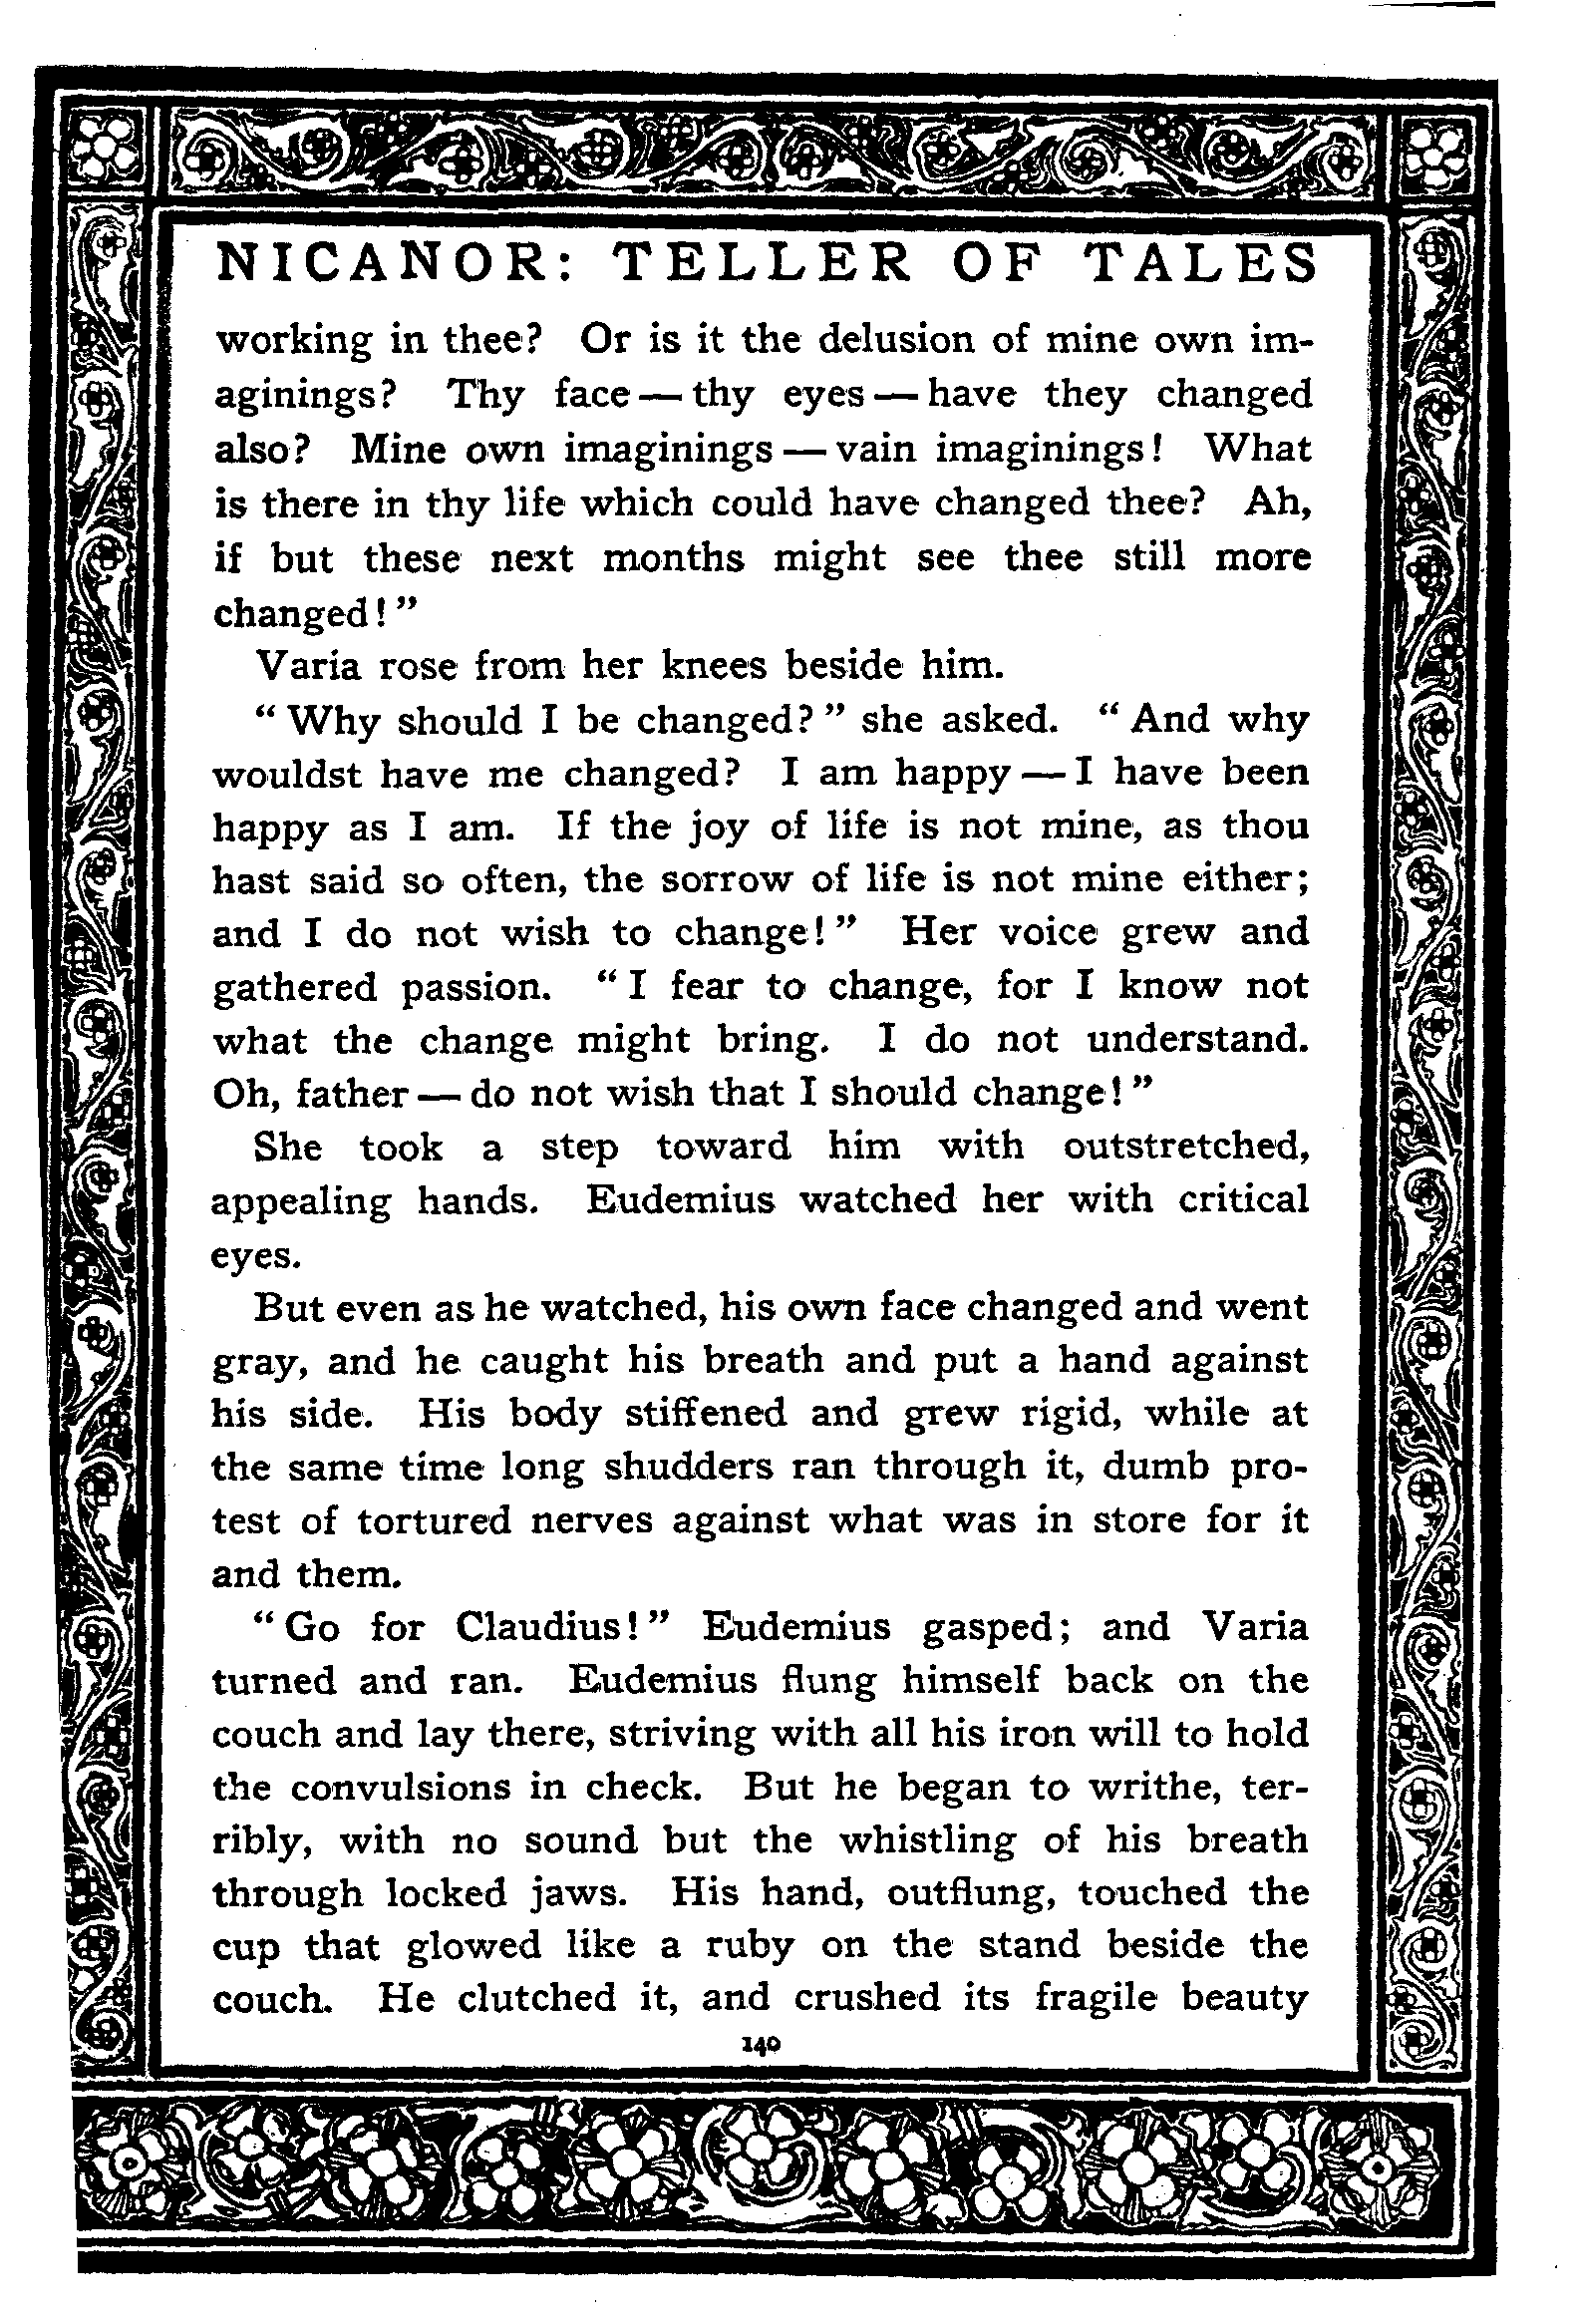 NICANOR: TELLER OF TALES
working in thee? Or is it the delusion of mine own im-
aginings? Thy face — thy eyes — have they changed
also? Mine own imaginings — vain imaginings! What
is there in thy life which could have changed thee? Ah,
if but these next months might see thee still more
changed!”
Varia rose from her knees beside him.
“Why should I be changed?” she asked. “And why
wouldst have me changed? I am happy — I have been
happy as I am. If the joy of life is not mine, as thou
hast said so often, the sorrow of life is not mine either;
and I do not wish to change!” Her voice grew and
gathered passion. “I fear to change, for I know not
what the change might bring. I do not understand.
Oh, father — do not wish that I should change!”
She took a step toward him with outstretched,
appealing hands. Eudemius watched her with critical
eyes.
But even as he watched, his own face changed and went
gray, and he caught his breath and put a hand against
his side. His body stiffened and grew rigid, while at
the same time long shudders ran through it, dumb pro-
test of tortured nerves against what was in store for it
and them.
“Go for Claudius!” Eudemius gasped; and Varia
turned and ran. Eudemius flung himself back on the
couch and lay there, striving with all his iron will to hold
the convulsions in check. But he began to writhe, ter-
ribly, with no sound but the whistling of his breath
through locked jaws. His hand, outflung, touched the
cup that glowed like a ruby on the stand beside the
couch. He clutched it, and crushed its fragile beauty
140